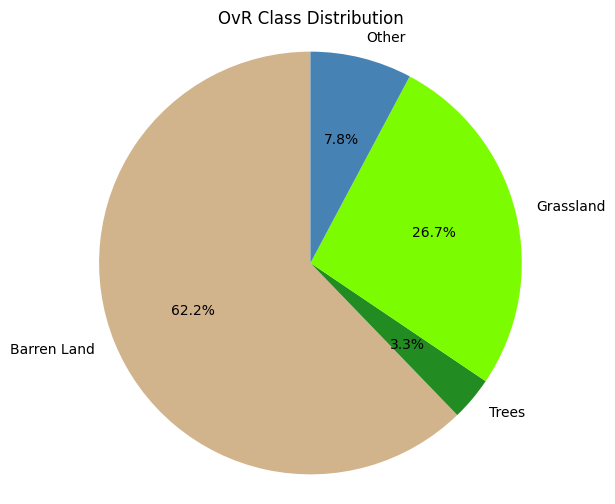 OvR Class Distribution
Other
7.8%
Grassland
26.7%
62.2%
3.3%
Barren Land
Trees